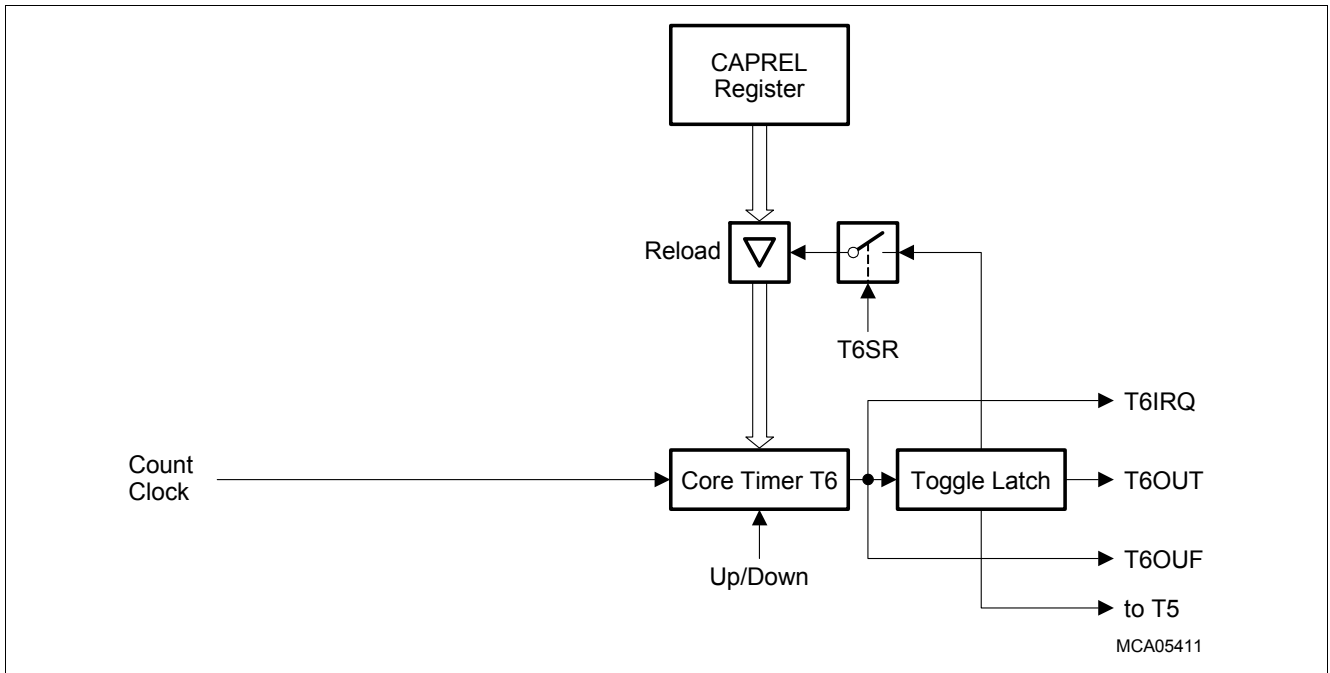 CAPREL
Register
Reload
T6SR
T6IRQ
Count
Clock
Core Timer T6
Toggle Latch
T6OUT
Up/Down
T6OUF
to T5
MCA05411